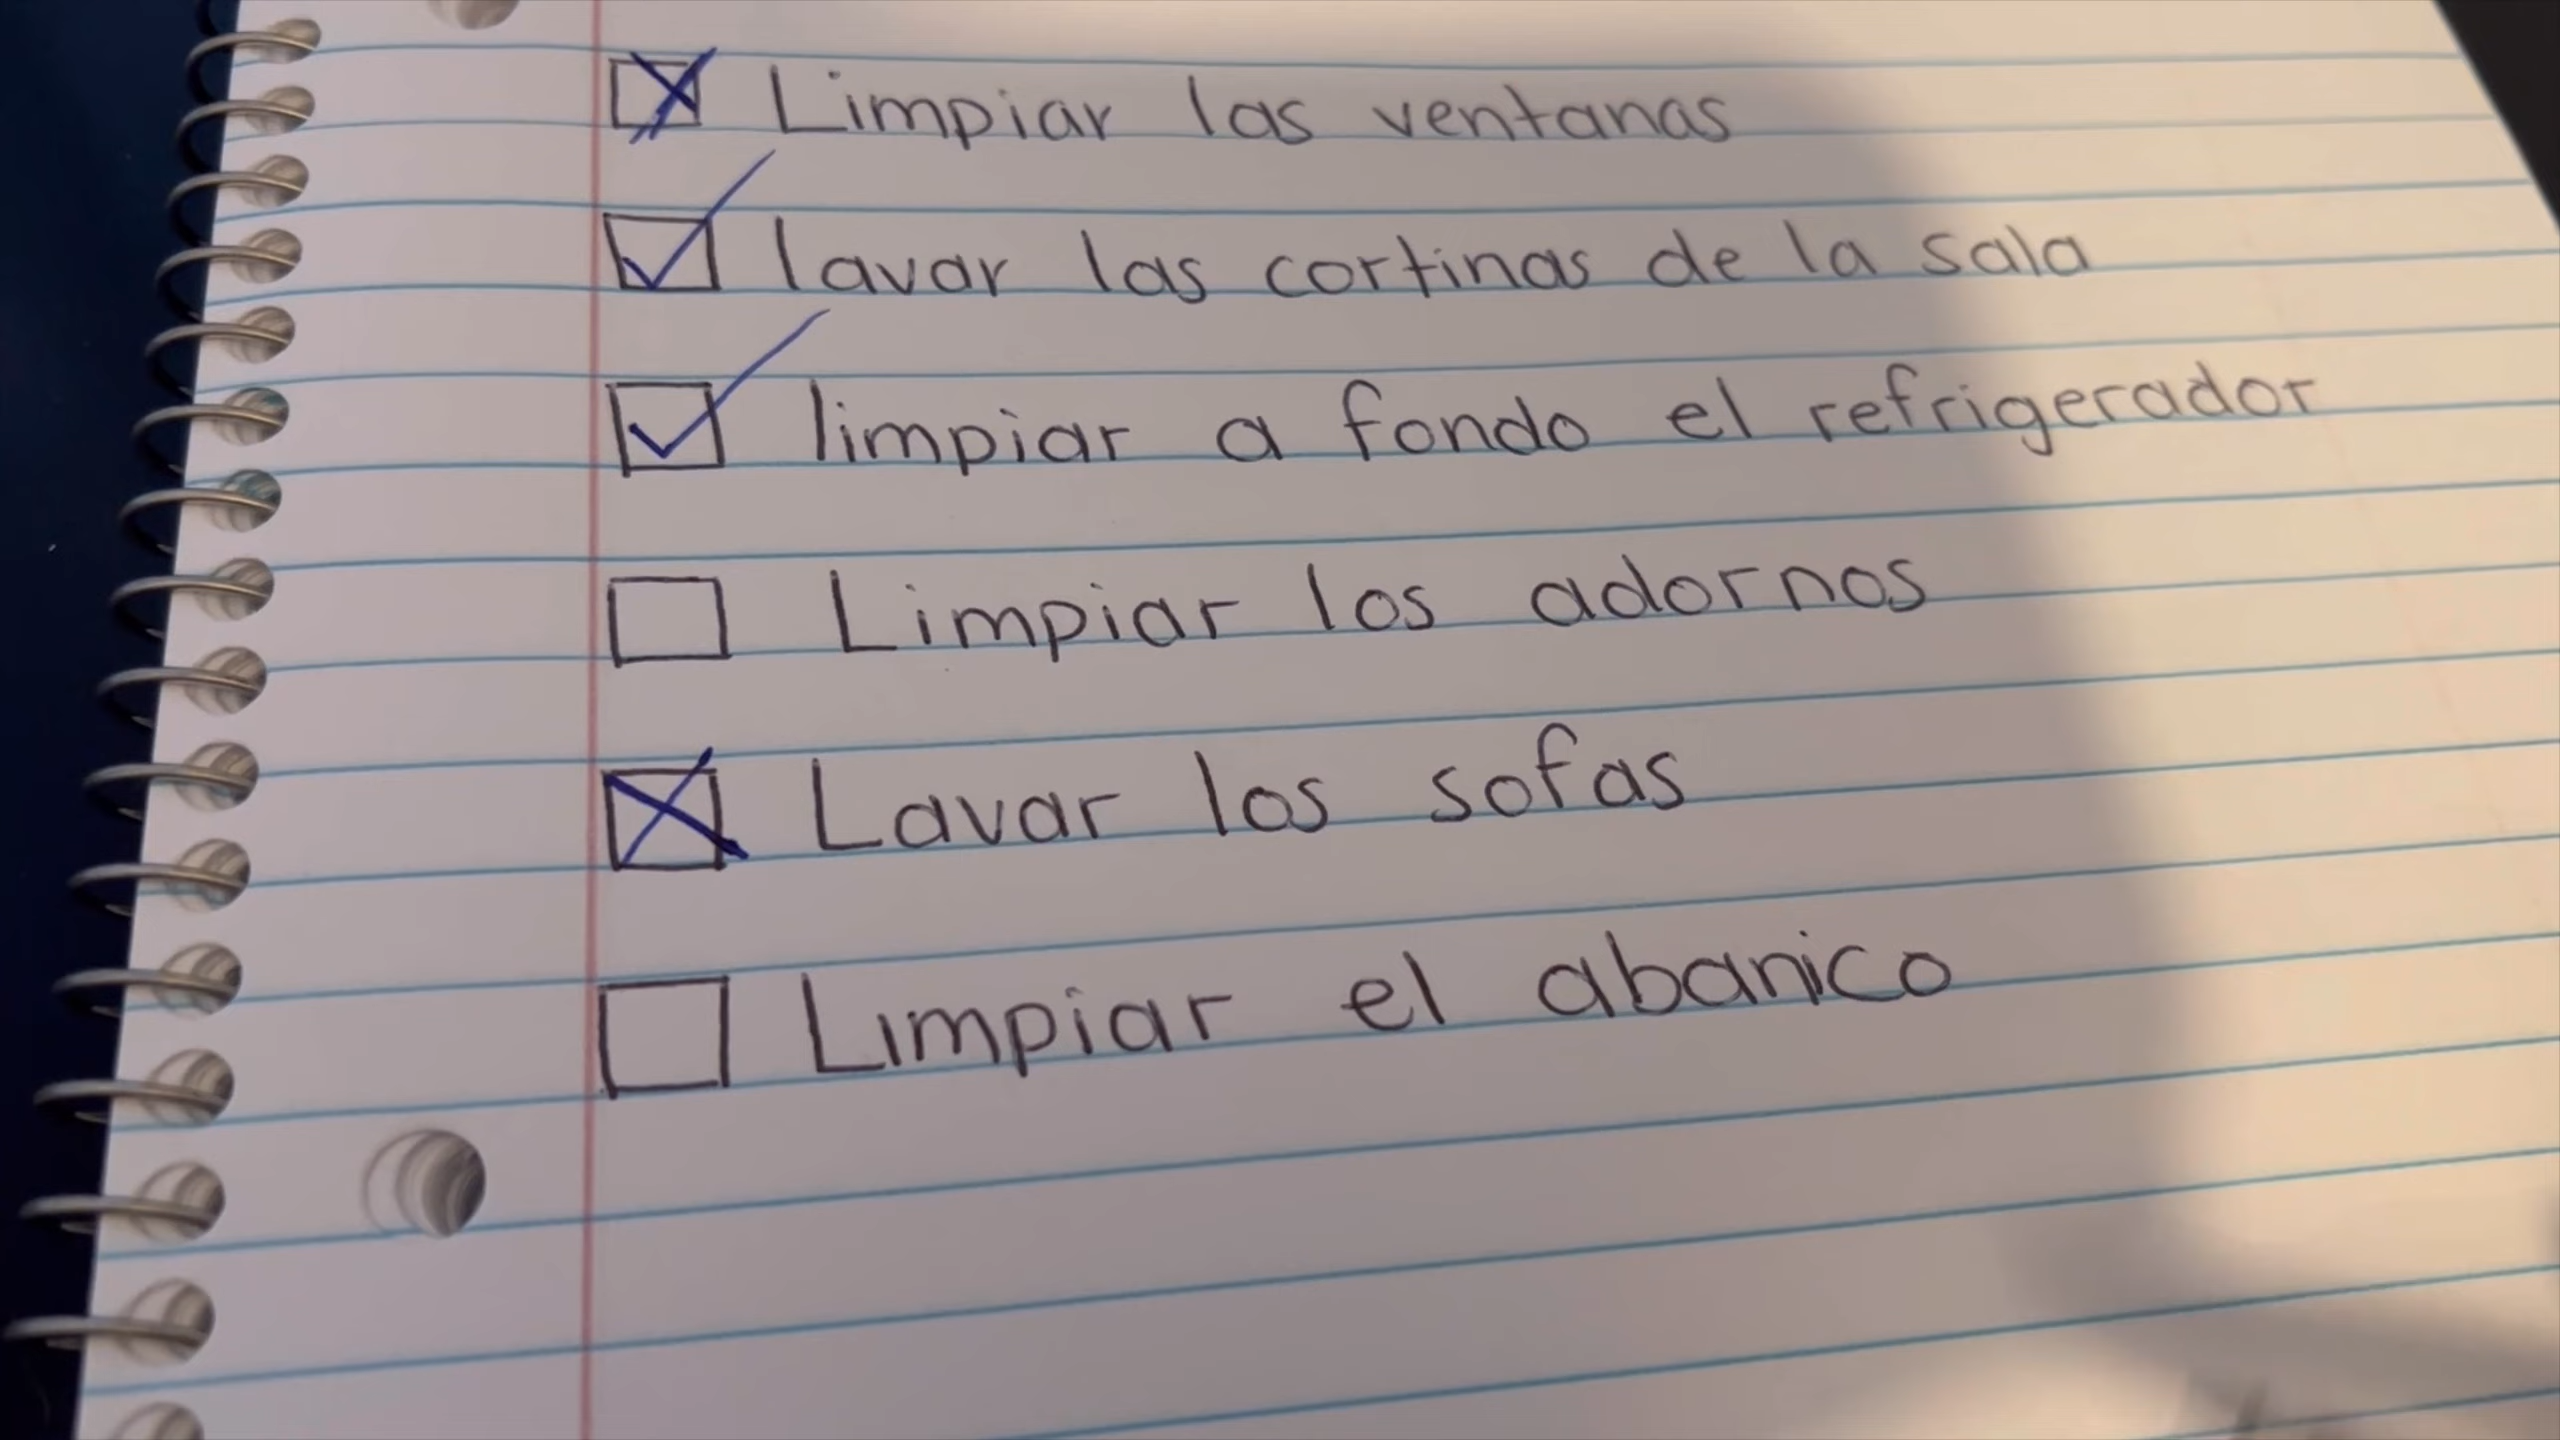 Limpiar las ventanas
lavar las cortinas de la sala
limpiar a fondo el refrigerador
Limpiar los adornos
Lavar los sofas
Limpiar el abanico